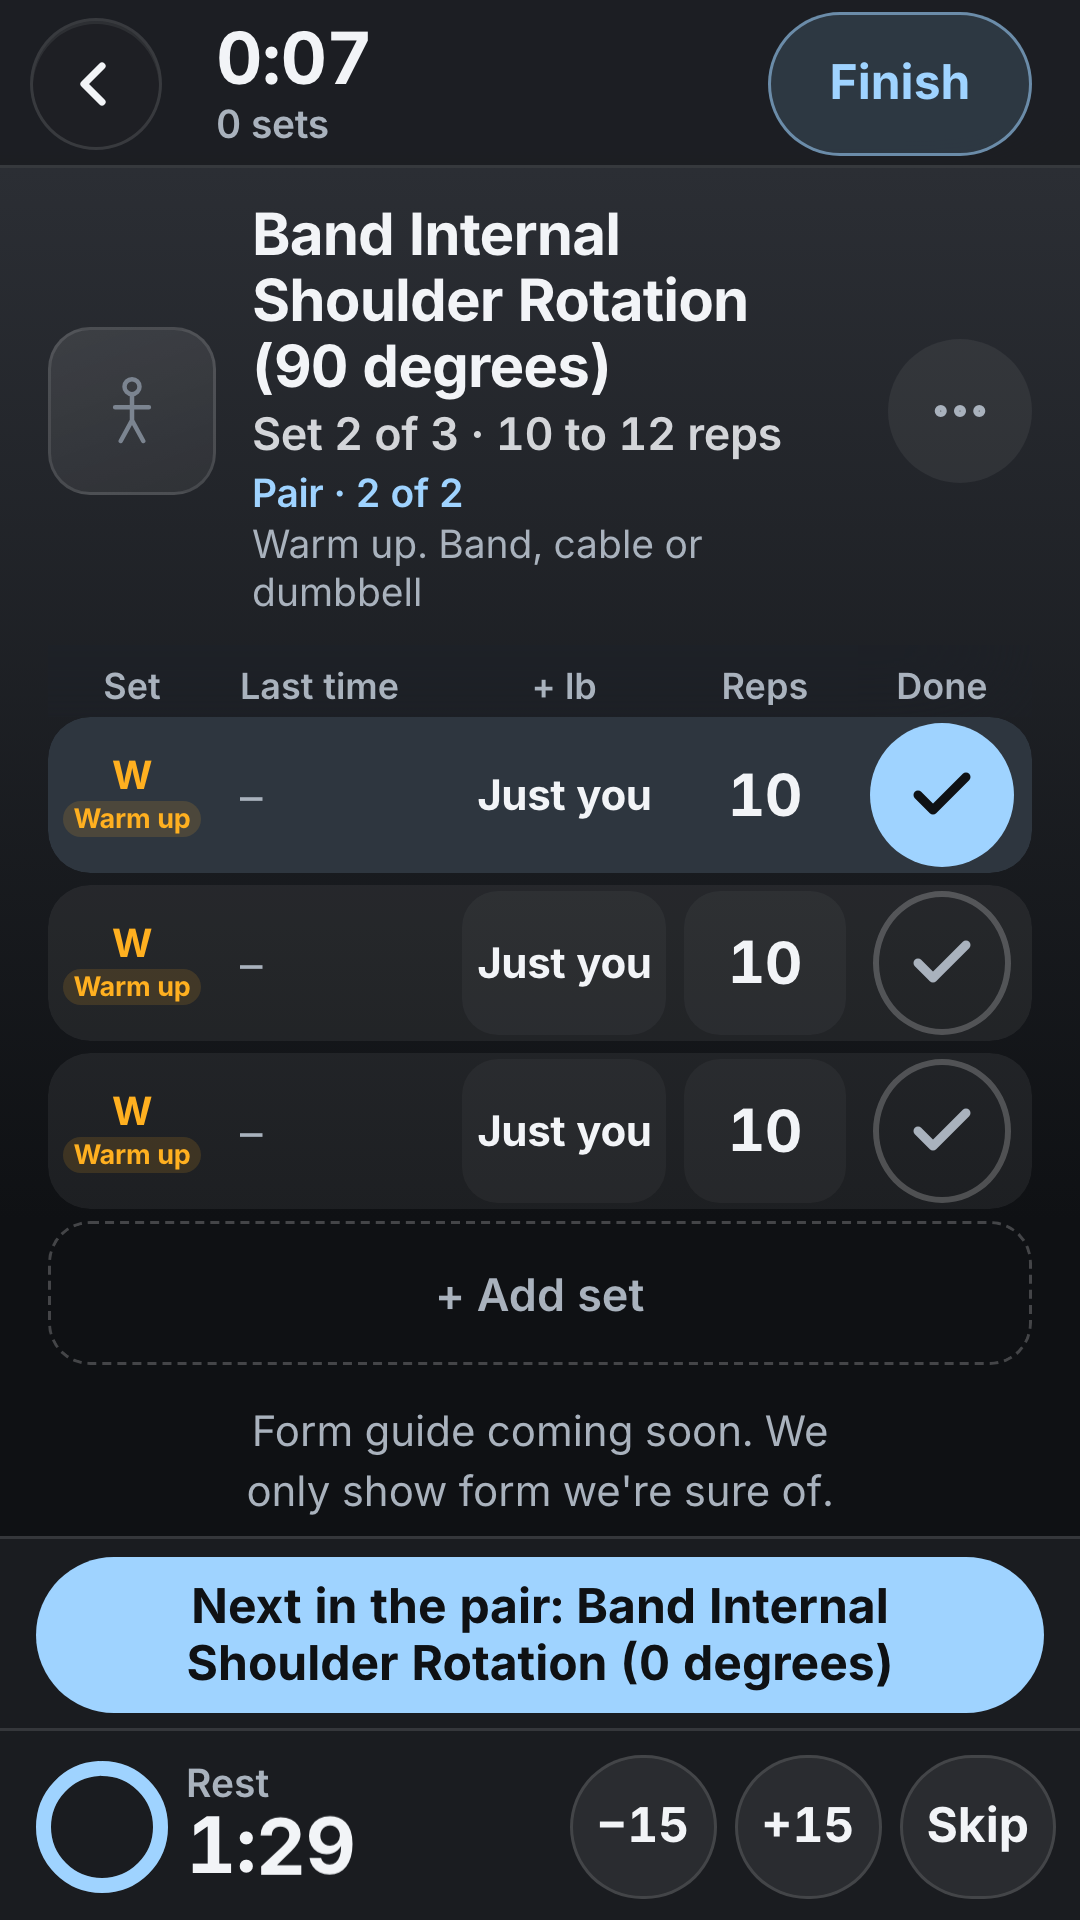 0:07
0 sets
Finish
Band Internal
Shoulder Rotation
(90 degrees)
Set 2 of 3 · 10 to 12 reps
Pair · 2 of 2
Warm up. Band, cable or
dumbbell
Set Last time + lb Reps Done
W
Warm up – Just you 10
W
Warm up – Just you 10
W
Warm up – Just you 10
+ Add set
Form guide coming soon. We
only show form we're sure of.
Next in the pair: Band Internal
Shoulder Rotation (0 degrees)
Rest
1:29
−15 +15 Skip